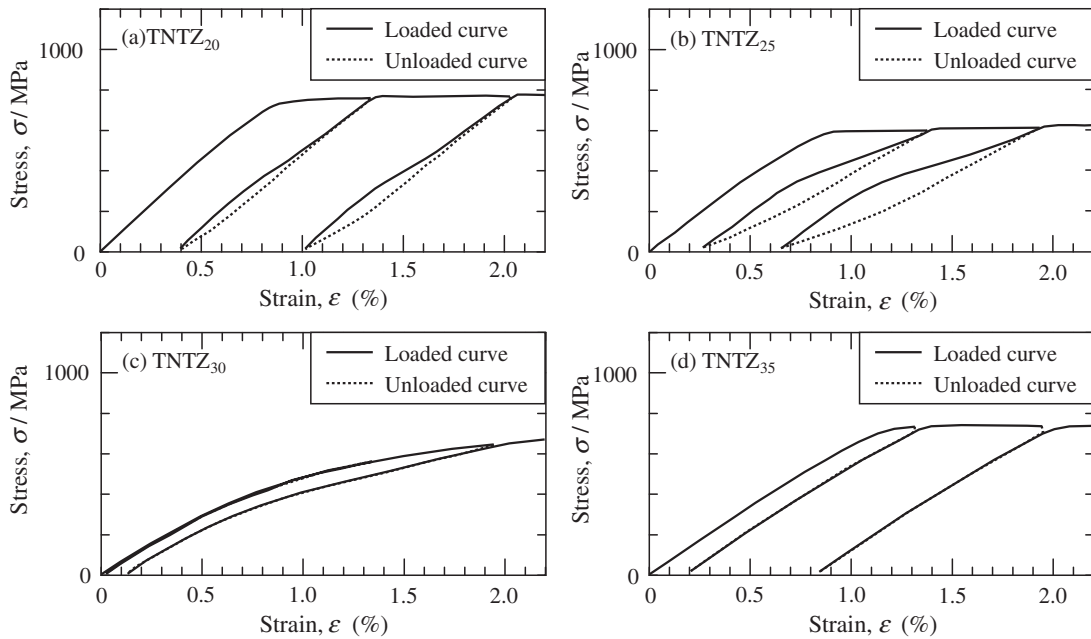 (a)TNTZ₂₀
Loaded curve
Unloaded curve
1000
0
Stress, σ / MPa
0 0.5 1.0 1.5 2.0
Strain, ε (%)
(b) TNTZ₂₅
Loaded curve
Unloaded curve
1000
0
Stress, σ / MPa
0 0.5 1.0 1.5 2.0
Strain, ε (%)
(c) TNTZ₃₀
Loaded curve
Unloaded curve
1000
0
Stress, σ / MPa
0 0.5 1.0 1.5 2.0
Strain, ε (%)
(d) TNTZ₃₅
Loaded curve
Unloaded curve
1000
0
Stress, σ / MPa
0 0.5 1.0 1.5 2.0
Strain, ε (%)